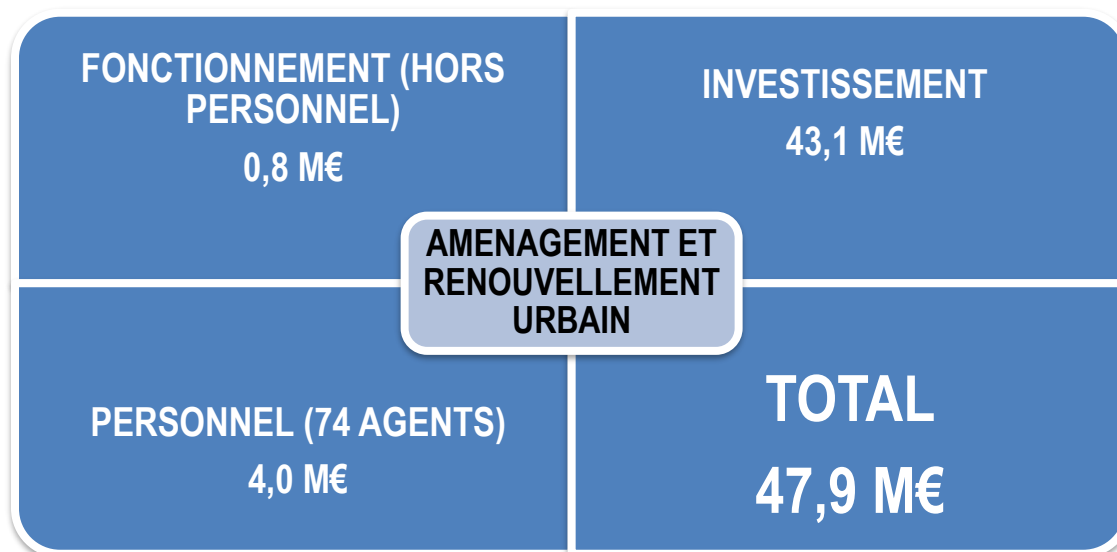 FONCTIONNEMENT (HORS
PERSONNEL)
0,8 M€
INVESTISSEMENT
43,1 M€
AMENAGEMENT ET
RENOUVELLEMENT
URBAIN
PERSONNEL (74 AGENTS)
4,0 M€
TOTAL
47,9 M€